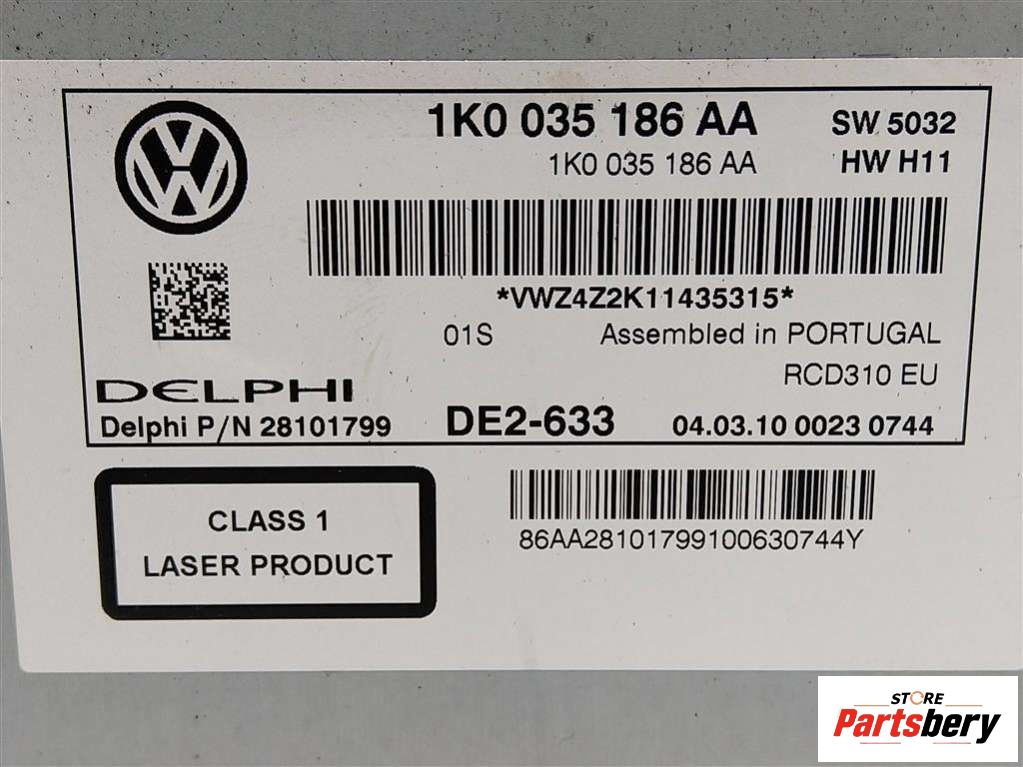 1K0 035 186 AA SW 5032
1K0 035 186 AA HW H11
*VWZ4Z2K11435315*
01S Assembled in PORTUGAL
RCD310 EU
DELPHI
Delphi P/N 28101799 DE2-633 04.03.10 0023 0744
CLASS 1
LASER PRODUCT
86AA28101799100630744Y
STORE
Partsbery